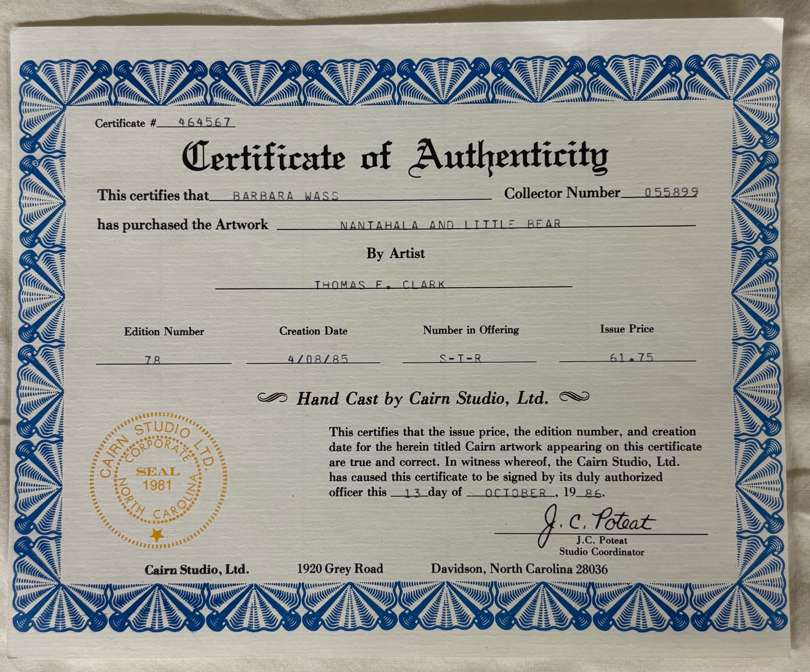 Certificate # 464567
Certificate of Authenticity
This certifies that BARBARA WASS Collector Number 055899
has purchased the Artwork NANTAHALA AND LITTLE BEAR
By Artist
THOMAS F. CLARK
Edition Number Creation Date Number in Offering Issue Price
78 4/08/85 S-T-R 61.75
Hand Cast by Cairn Studio, Ltd.
This certifies that the issue price, the edition number, and creation
date for the herein titled Cairn artwork appearing on this certificate
are true and correct. In witness whereof, the Cairn Studio, Ltd.
has caused this certificate to be signed by its duly authorized
officer this 13 day of OCTOBER, 1986.
CAIRN STUDIO LTD.
CORPORATE
SEAL
1981
NORTH CAROLINA
J. C. Poteat
J.C. Poteat
Studio Coordinator
Cairn Studio, Ltd. 1920 Grey Road Davidson, North Carolina 28036